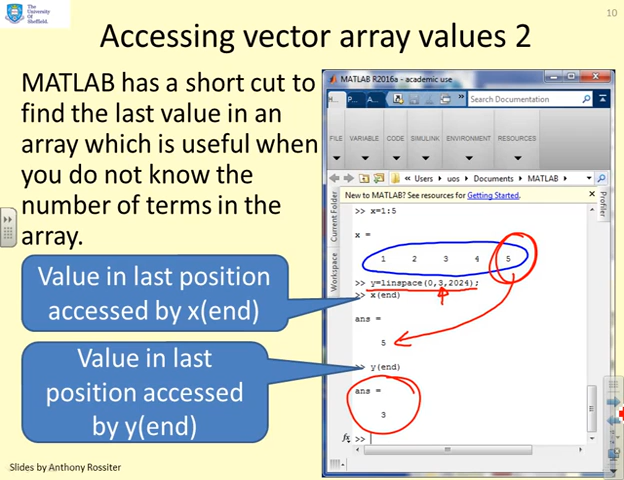 The
University
Of
Sheffield.
10
Accessing vector array values 2
MATLAB has a short cut to
find the last value in an
array which is useful when
you do not know the
number of terms in the
array.
Value in last position
accessed by x(end)
Value in last
position accessed
by y(end)
Slides by Anthony Rossiter
MATLAB R2016a - academic use
H... P... A... Search Documentation
FILE VARIABLE CODE SIMULINK ENVIRONMENT RESOURCES
Users uos Documents MATLAB
Current Folder
Workspace
Profiler
New to MATLAB? See resources for Getting Started.
>> x=1:5
x =
1 2 3 4 5
>> y=linspace(0,3,2024);
>> x(end)
ans =
5
>> y(end)
ans =
3
fx >>